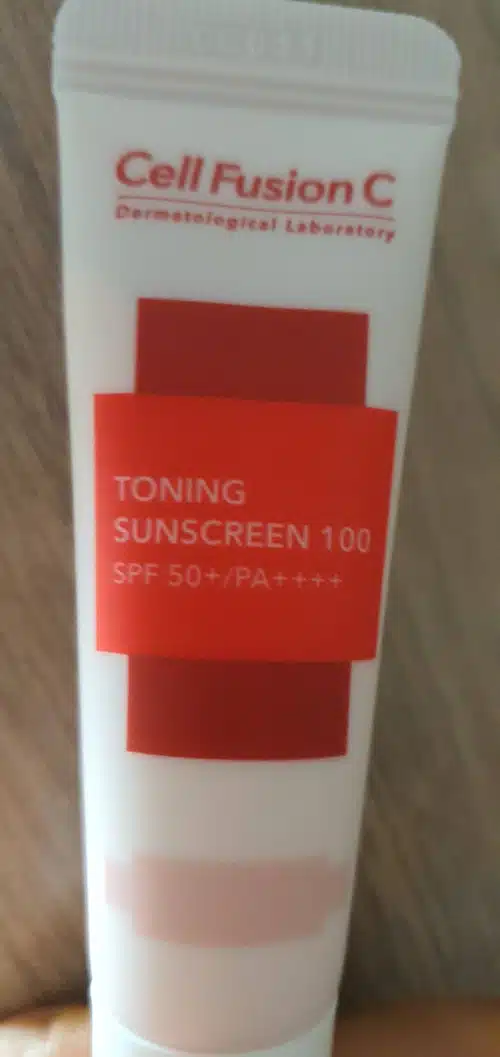 Cell Fusion C
Dermatological Laboratory
TONING
SUNSCREEN 100
SPF 50+/PA++++